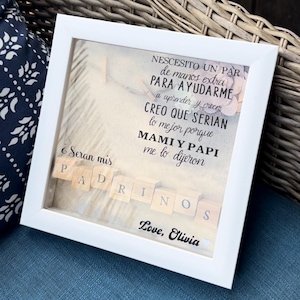 NESCESITO UN PAR
de manos extra
PARA AYUDARME
a aprender y crecer
CREO QUE SERIAN
lo mejor porque
MAMI Y PAPI
me lo dijeron
é Seran mis
PADRINOS
Love, Olivia